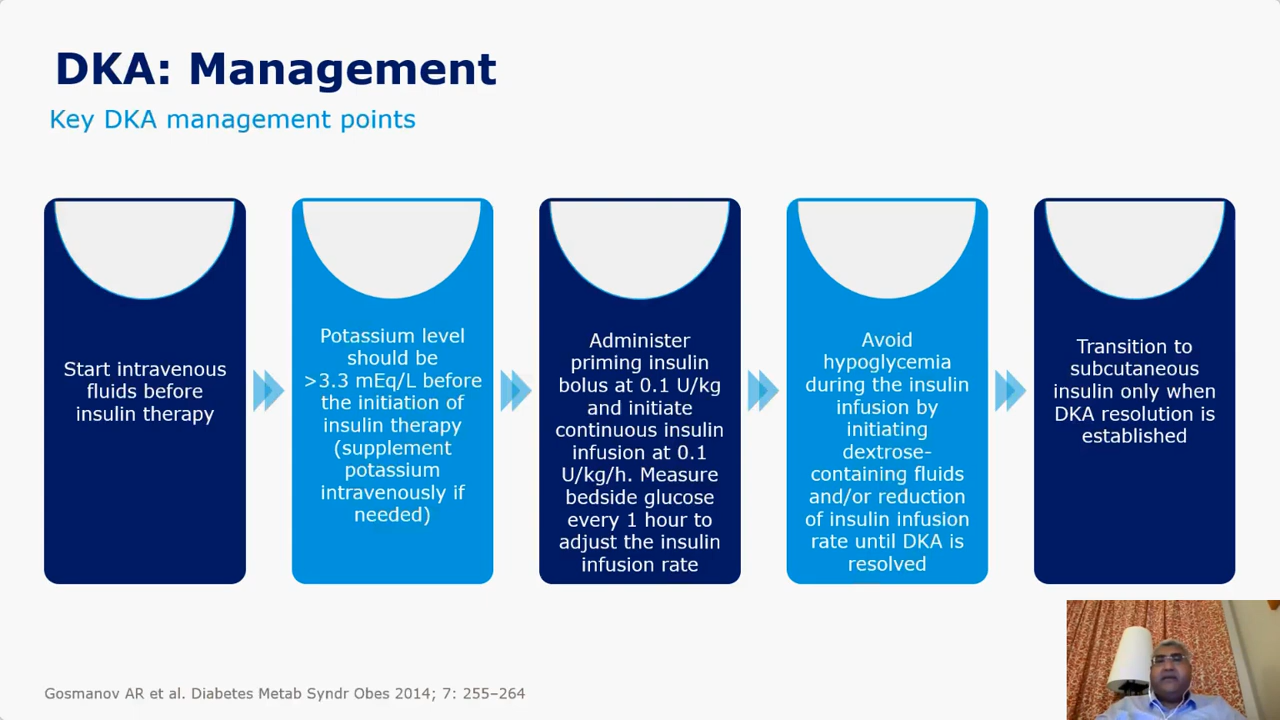 DKA: Management
Key DKA management points
Start intravenous
fluids before
insulin therapy
Potassium level
should be
>3.3 mEq/L before
the initiation of
insulin therapy
(supplement
potassium
intravenously if
needed)
Administer
priming insulin
bolus at 0.1 U/kg
and initiate
continuous insulin
infusion at 0.1
U/kg/h. Measure
bedside glucose
every 1 hour to
adjust the insulin
infusion rate
Avoid
hypoglycemia
during the insulin
infusion by
initiating
dextrose-
containing fluids
and/or reduction
of insulin infusion
rate until DKA is
resolved
Transition to
subcutaneous
insulin only when
DKA resolution is
established
Gosmanov AR et al. Diabetes Metab Syndr Obes 2014; 7: 255–264